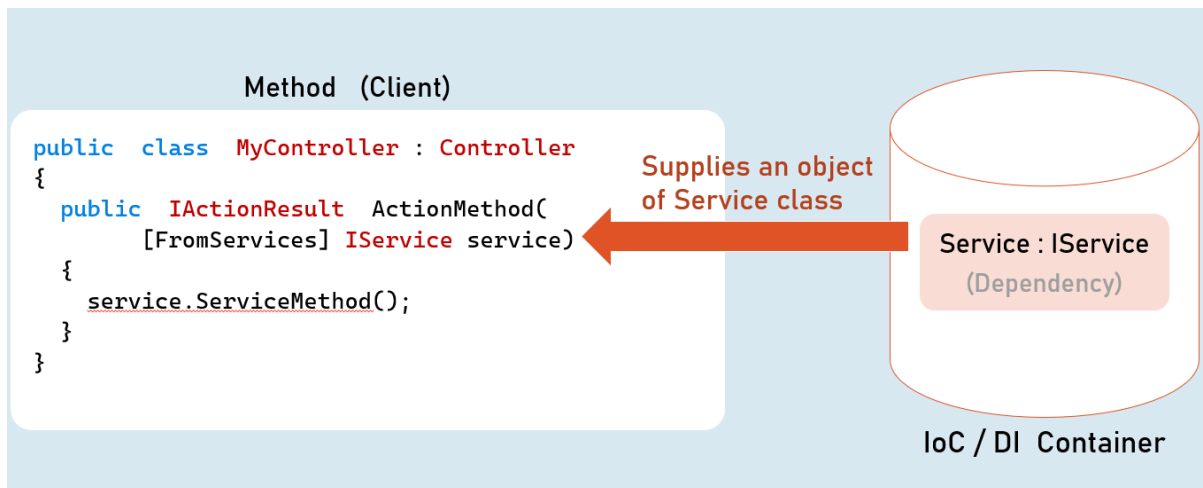 Method (Client)
public class MyController : Controller
{
public IActionResult ActionMethod(
[FromServices] IService service)
{
service.ServiceMethod();
}
}
Supplies an object
of Service class
Service : IService
(Dependency)
IoC / DI Container